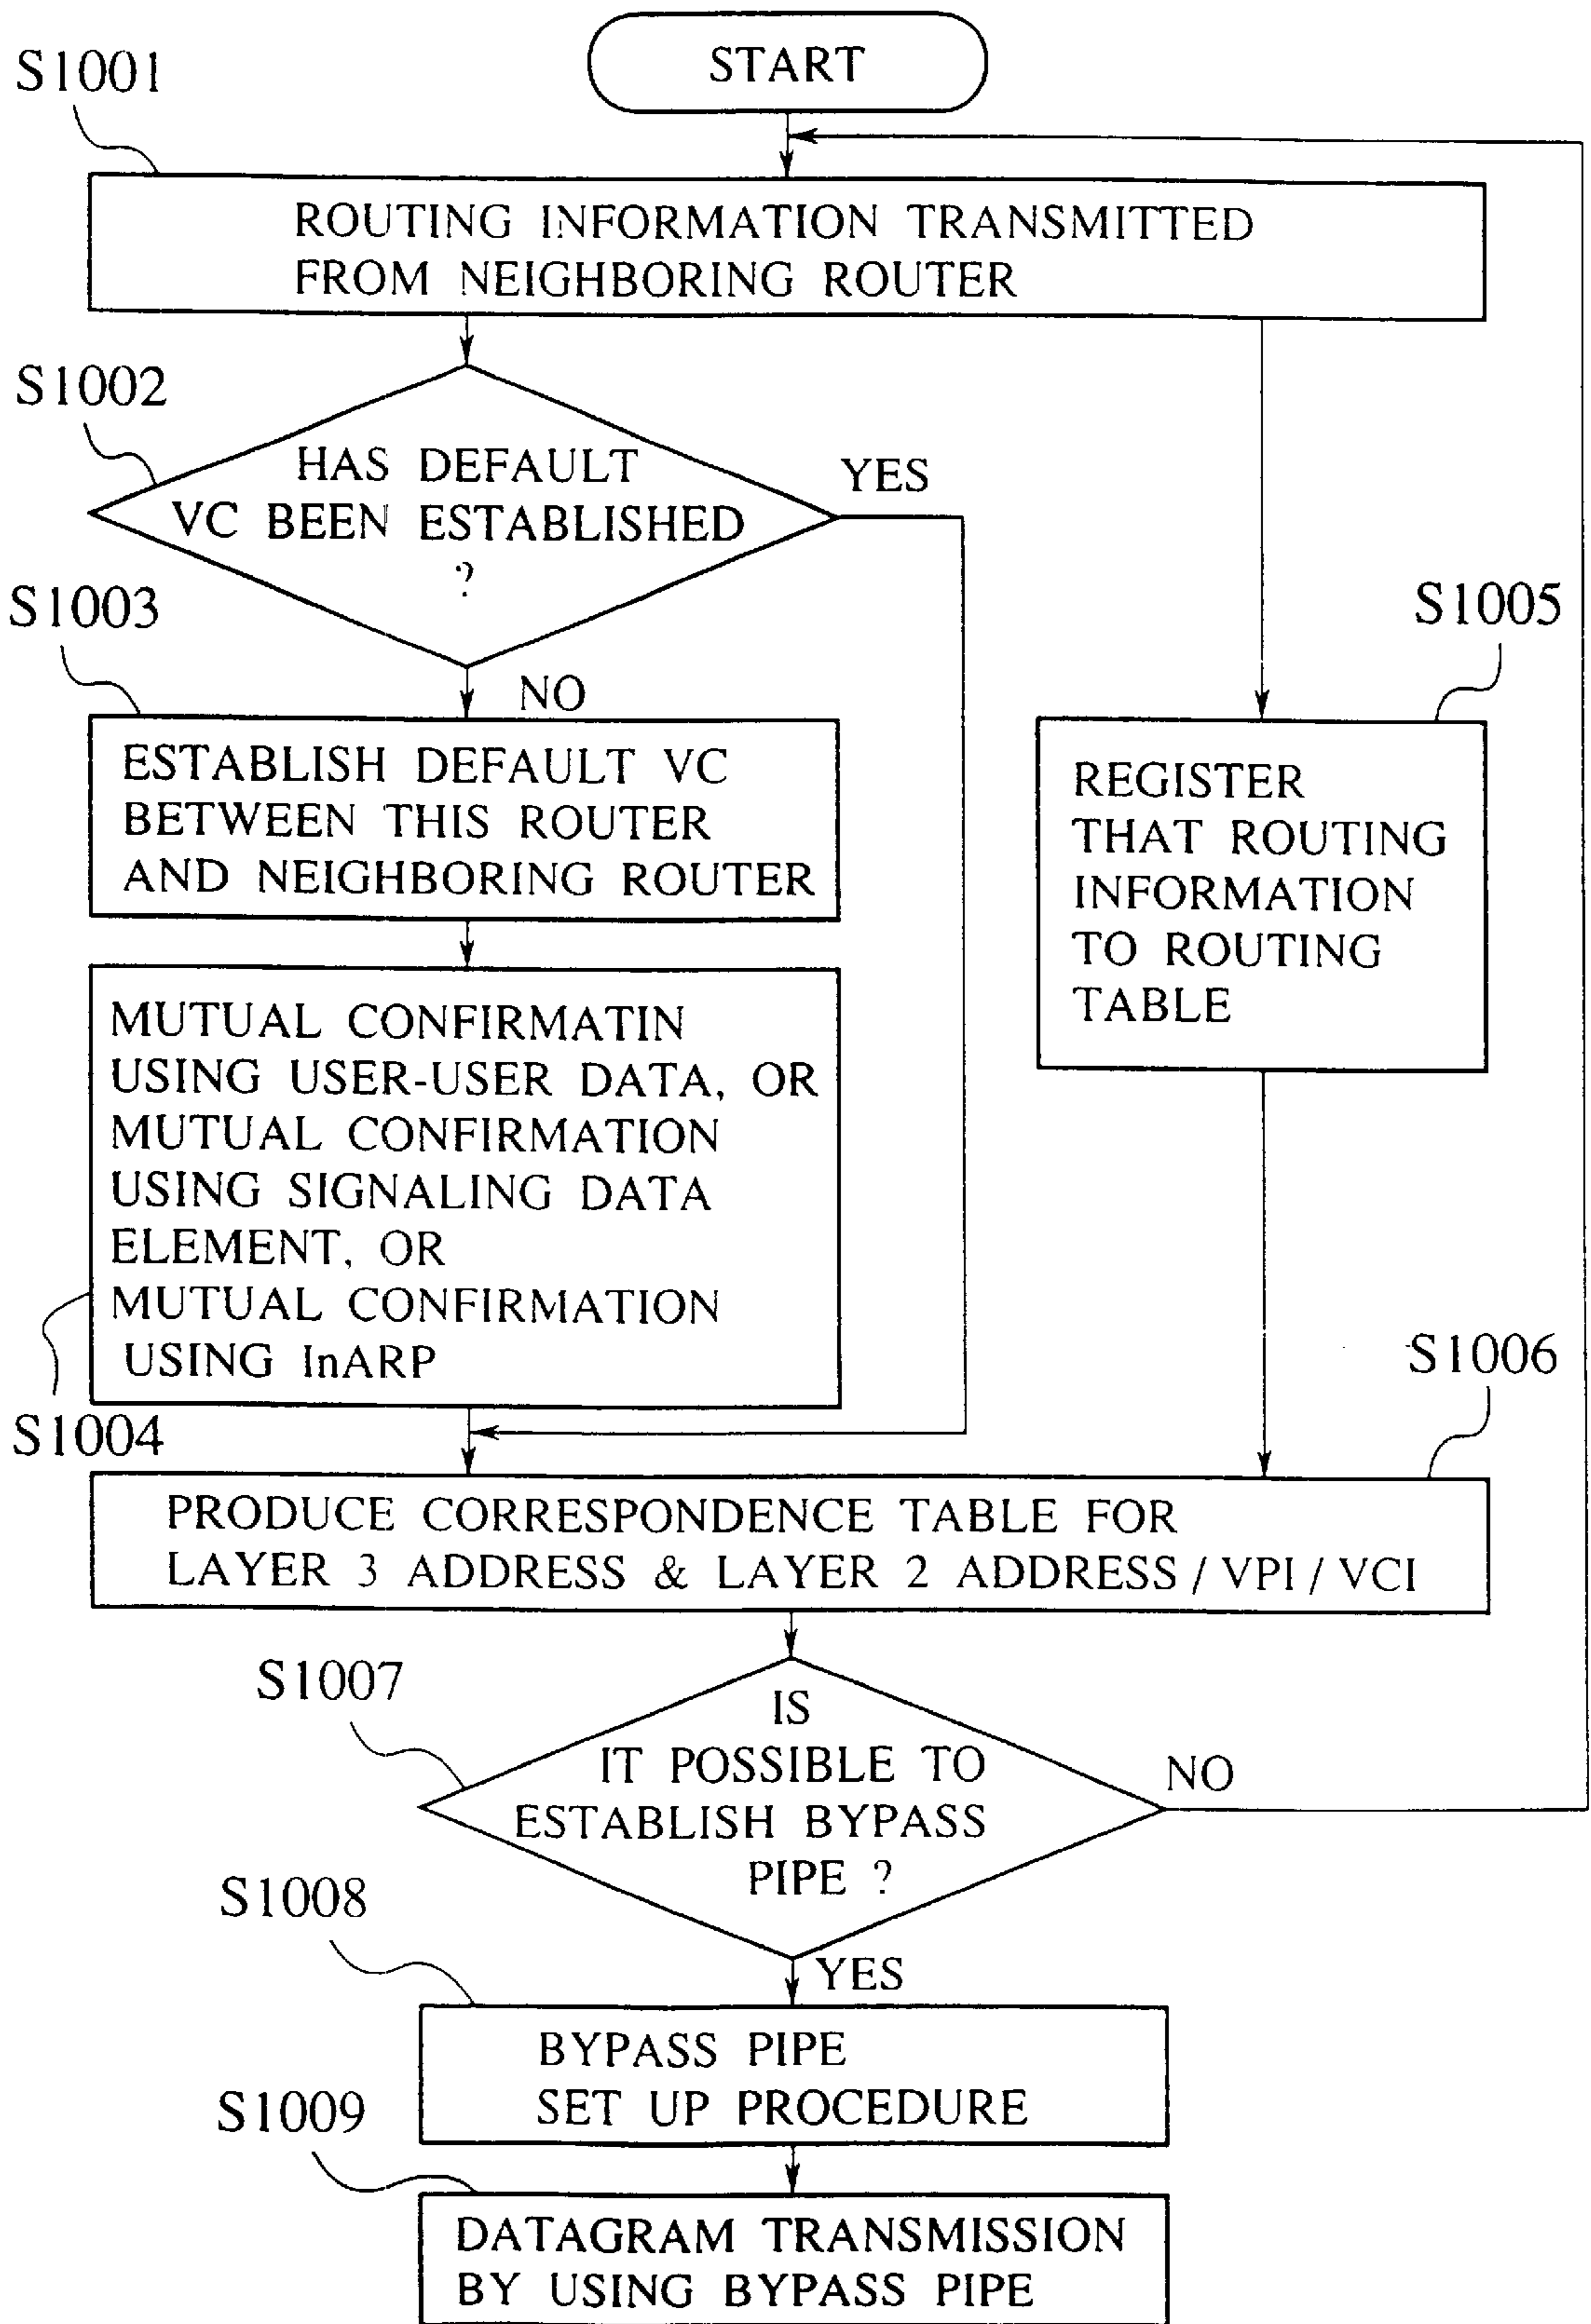 START
S1001
ROUTING INFORMATION TRANSMITTED
FROM NEIGHBORING ROUTER
S1002
HAS DEFAULT
VC BEEN ESTABLISHED
?
YES
NO
S1003
ESTABLISH DEFAULT VC
BETWEEN THIS ROUTER
AND NEIGHBORING ROUTER
S1005
REGISTER
THAT ROUTING
INFORMATION
TO ROUTING
TABLE
MUTUAL CONFIRMATIN
USING USER-USER DATA, OR
MUTUAL CONFIRMATION
USING SIGNALING DATA
ELEMENT, OR
MUTUAL CONFIRMATION
USING InARP
S1004
S1006
PRODUCE CORRESPONDENCE TABLE FOR
LAYER 3 ADDRESS & LAYER 2 ADDRESS / VPI / VCI
S1007
IS
IT POSSIBLE TO
ESTABLISH BYPASS
PIPE ?
NO
YES
S1008
BYPASS PIPE
SET UP PROCEDURE
S1009
DATAGRAM TRANSMISSION
BY USING BYPASS PIPE